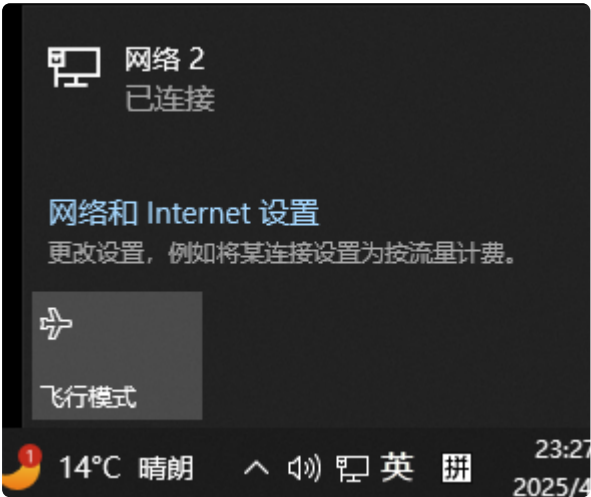 网络 2
已连接
网络和 Internet 设置
更改设置，例如将某连接设置为按流量计费。
飞行模式
1
14°C 晴朗
英
拼
23:27
2025/4